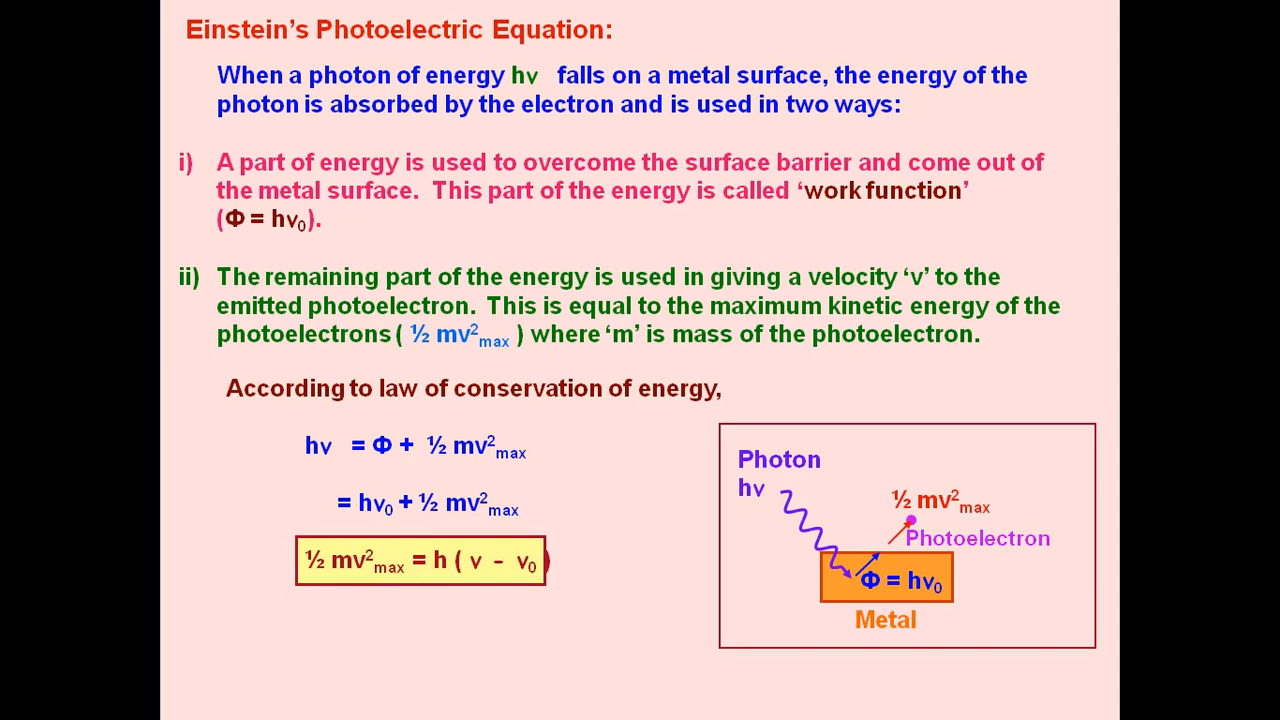 Einstein’s Photoelectric Equation:
When a photon of energy hν falls on a metal surface, the energy of the
photon is absorbed by the electron and is used in two ways:
i) A part of energy is used to overcome the surface barrier and come out of
the metal surface. This part of the energy is called ‘work function’
(Ф = hν₀).
ii) The remaining part of the energy is used in giving a velocity ‘v’ to the
emitted photoelectron. This is equal to the maximum kinetic energy of the
photoelectrons ( ½ mv²max ) where ‘m’ is mass of the photoelectron.
According to law of conservation of energy,
hν = Ф + ½ mv²max
= hν₀ + ½ mv²max
½ mv²max = h ( ν - ν₀ )
Photon
hν
½ mv²max
Photoelectron
Ф = hν₀
Metal